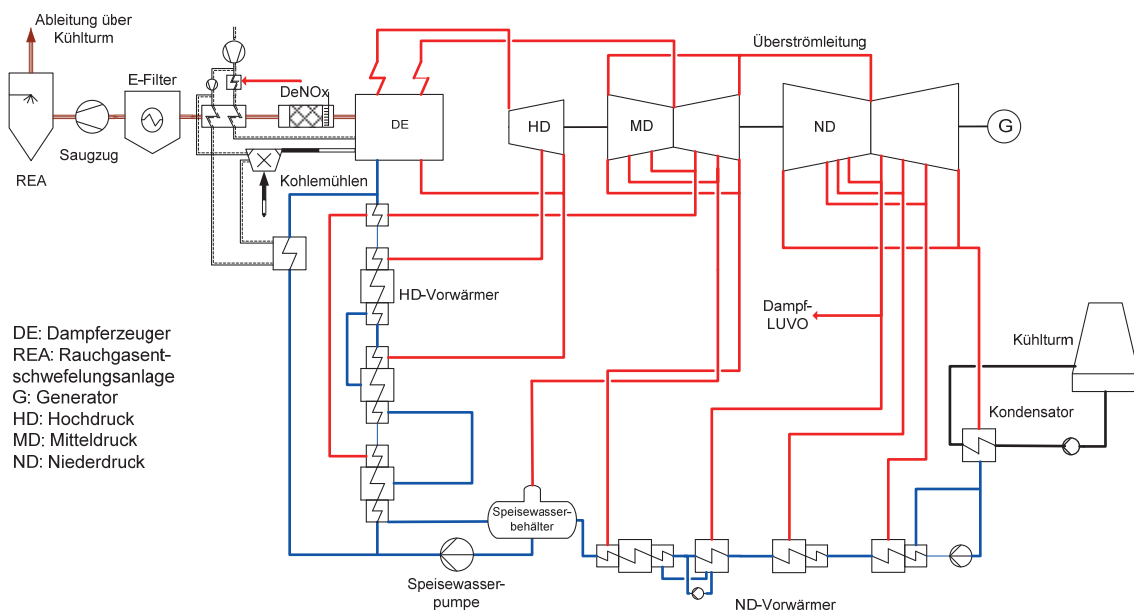 Ableitung über
Kühlturm
E-Filter
DeNOx
Überströmleitung
DE
HD
MD
ND
G
Saugzug
REA
Kohlemühlen
HD-Vorwärmer
Dampf-
LUVO
Kühlturm
Kondensator
DE: Dampferzeuger
REA: Rauchgasent-
schwefelungsanlage
G: Generator
HD: Hochdruck
MD: Mitteldruck
ND: Niederdruck
Speisewasser-
behälter
Speisewasser-
pumpe
ND-Vorwärmer